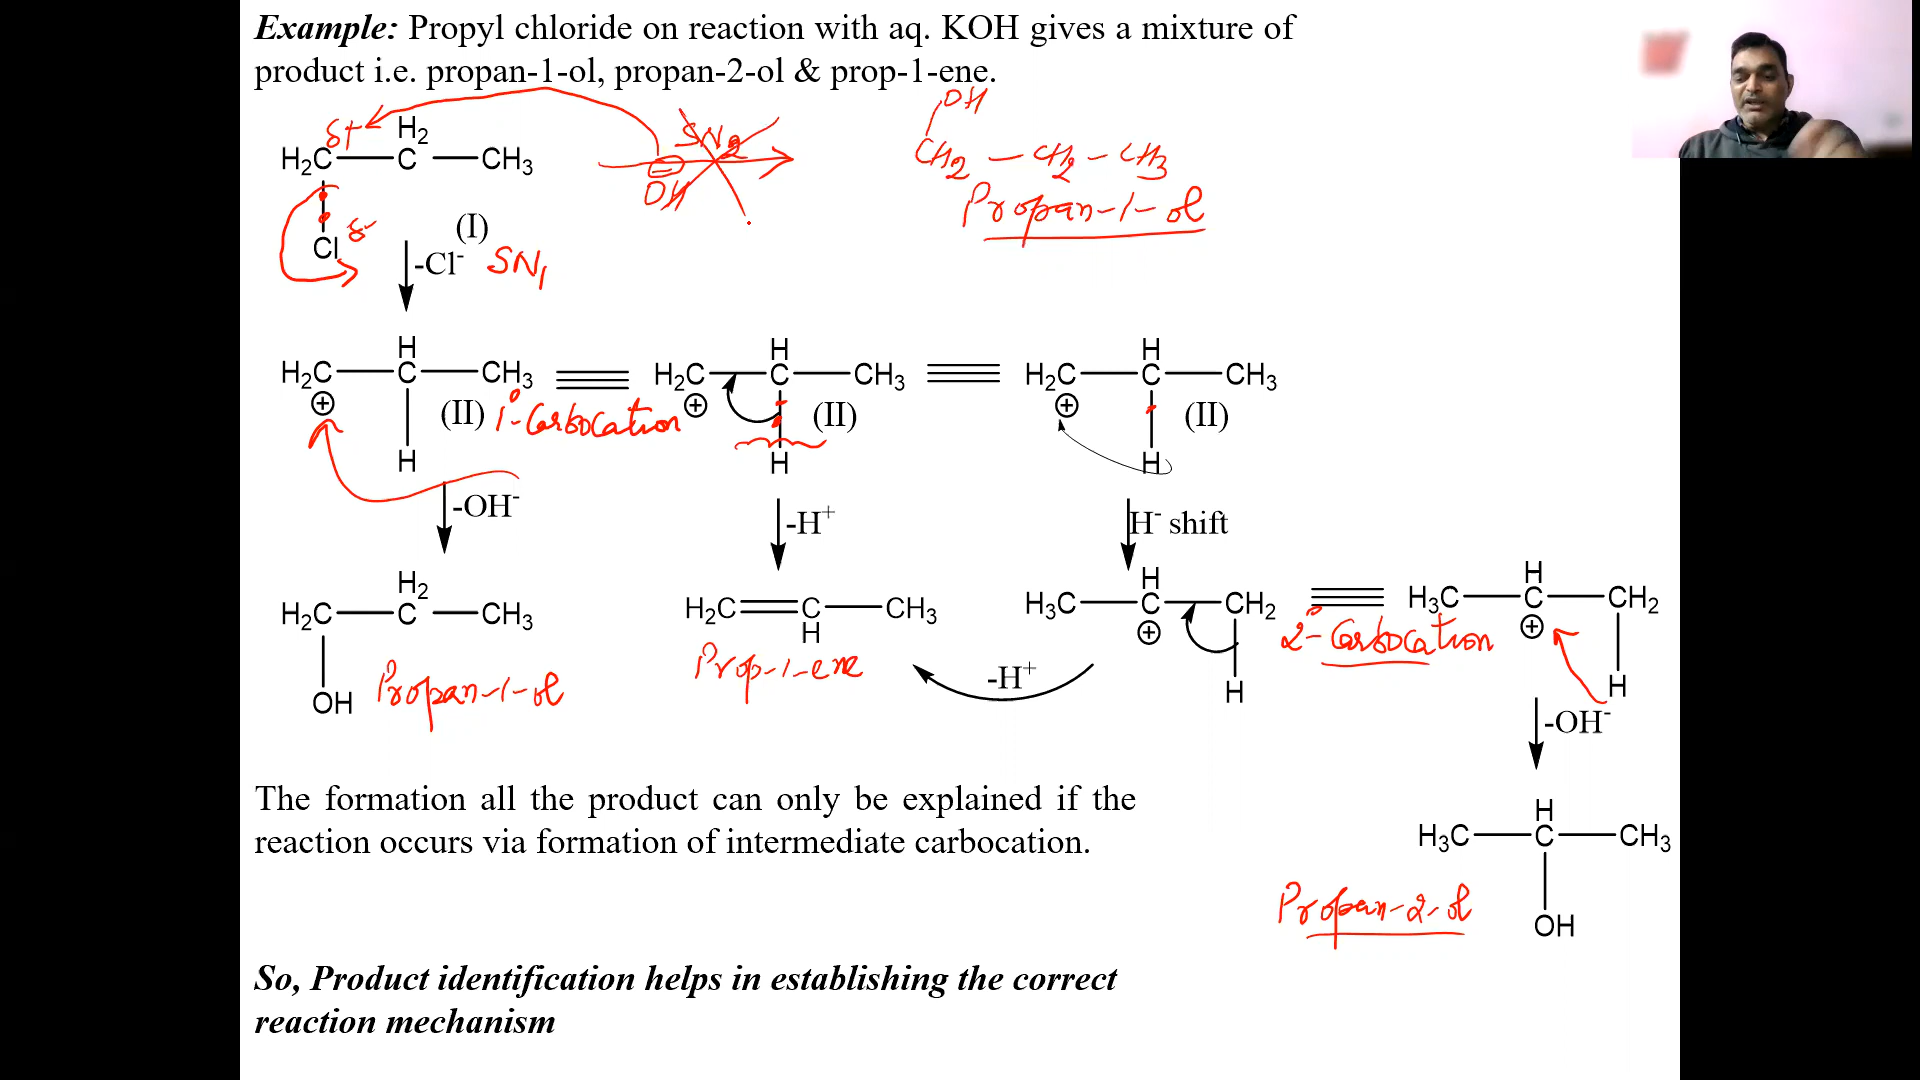 Example: Propyl chloride on reaction with aq. KOH gives a mixture of
product i.e. propan-1-ol, propan-2-ol & prop-1-ene.
OH
δ+ H2 SN2
H2C C CH3 CH2 - CH2 - CH3
OH Propan-1-ol
Cl δ- (I)
-Cl- SN1
H H H
H2C C CH3 H2C C CH3 H2C C CH3
⊕ (II) 1°-Carbocation ⊕ (II) ⊕ (II)
H H H
-OH- -H+ H- shift
H2 H H
H2C C CH3 H2C C CH3 H3C C CH2 H3C C CH2
H ⊕ 2°-Carbocation ⊕
OH Propan-1-ol Prop-1-ene -H+ H H
-OH-
The formation all the product can only be explained if the
reaction occurs via formation of intermediate carbocation.
H
H3C C CH3
Propan-2-ol OH
So, Product identification helps in establishing the correct
reaction mechanism